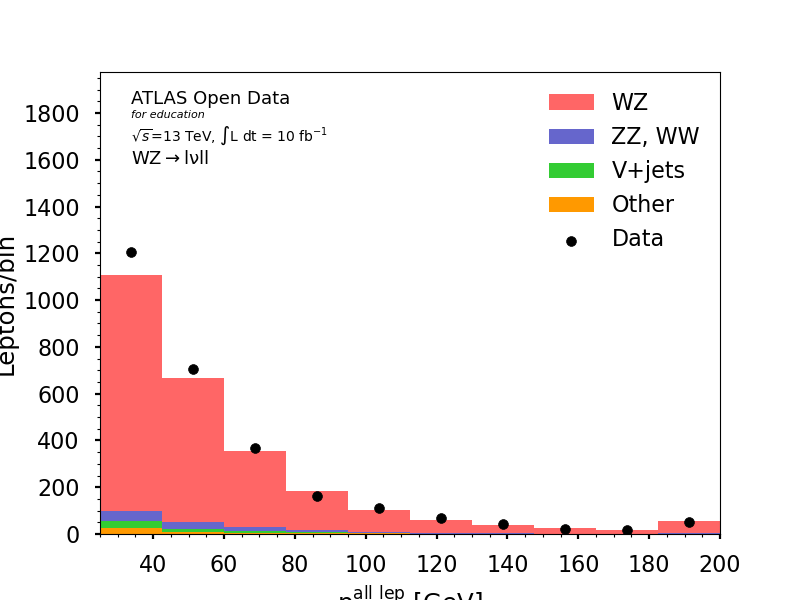 ATLAS Open Data
for education
√s=13 TeV, ∫L dt = 10 fb⁻¹
WZ → lνll
WZ
ZZ, WW
V+jets
Other
Data
Leptons/bin
1800
1600
1400
1200
1000
800
600
400
200
0
40 60 80 100 120 140 160 180 200
p all lep [GeV]